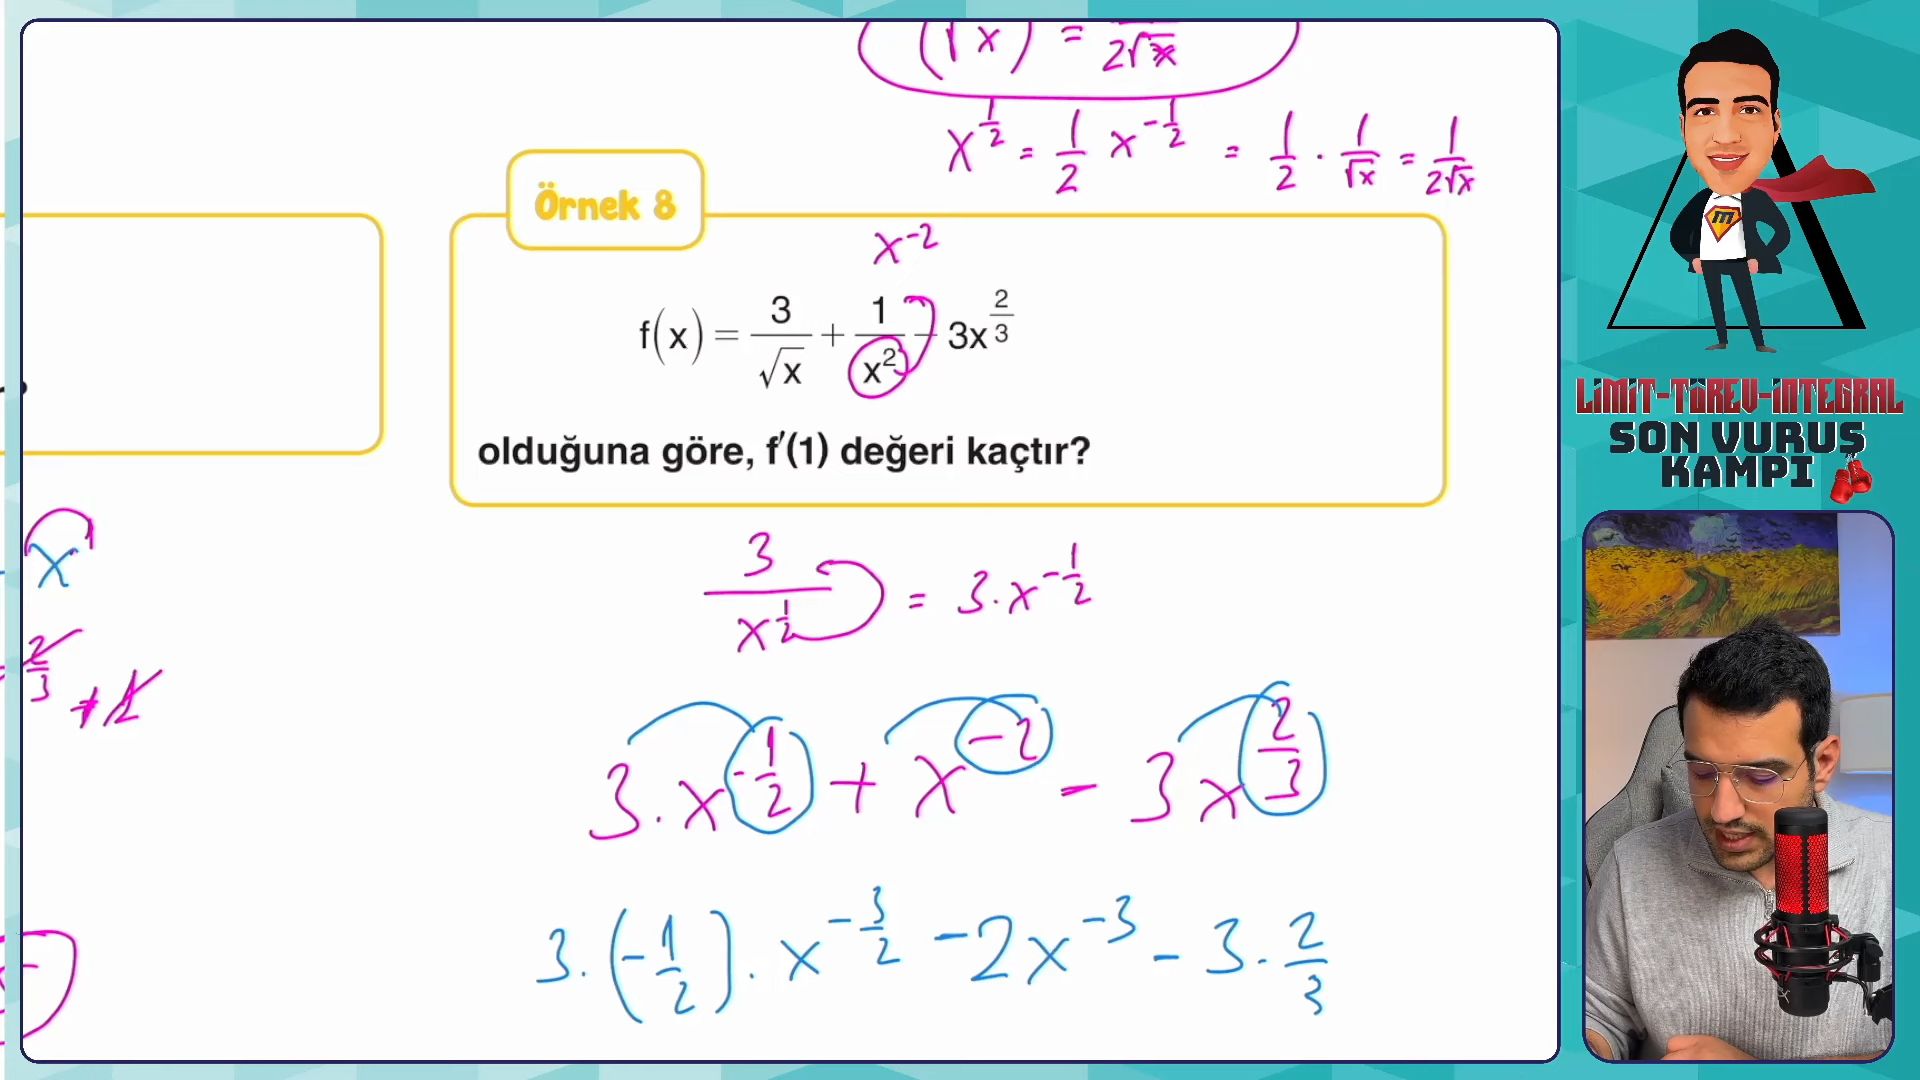 (√x) = 1/2√x
x^(1/2) = 1/2 x^(-1/2) = 1/2 · 1/√x = 1/2√x
Örnek 8
x^-2
f(x) = 3/√x + 1/x² - 3x^(2/3)
olduğuna göre, f′(1) değeri kaçtır?
x
2/3 + 1
3/x^(1/2) = 3·x^(-1/2)
3·x^(-1/2) + x^(-2) - 3x^(2/3)
3·(-1/2)·x^(-3/2) - 2x^-3 - 3·2/3
m
LİMİT-TÜREV-İNTEGRAL
SON VURUŞ
KAMPI